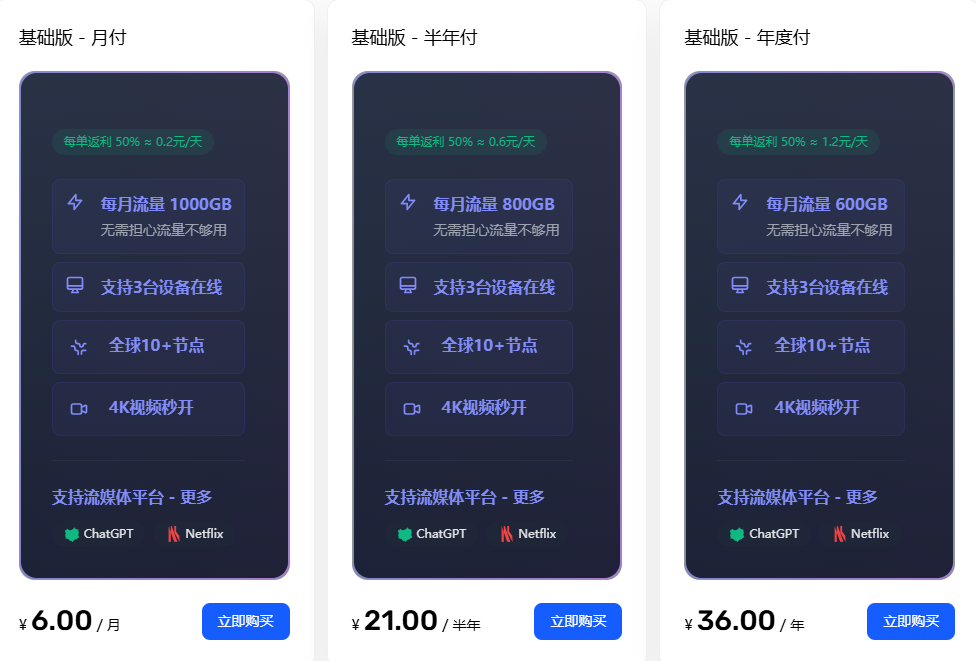 基础版 - 月付
每单返利 50% ≈ 0.2元/天
每月流量 1000GB
无需担心流量不够用
支持3台设备在线
全球10+节点
4K视频秒开
支持流媒体平台 - 更多
ChatGPT Netflix
¥ 6.00 / 月 立即购买
基础版 - 半年付
每单返利 50% ≈ 0.6元/天
每月流量 800GB
无需担心流量不够用
支持3台设备在线
全球10+节点
4K视频秒开
支持流媒体平台 - 更多
ChatGPT Netflix
¥ 21.00 / 半年 立即购买
基础版 - 年度付
每单返利 50% ≈ 1.2元/天
每月流量 600GB
无需担心流量不够用
支持3台设备在线
全球10+节点
4K视频秒开
支持流媒体平台 - 更多
ChatGPT Netflix
¥ 36.00 / 年 立即购买